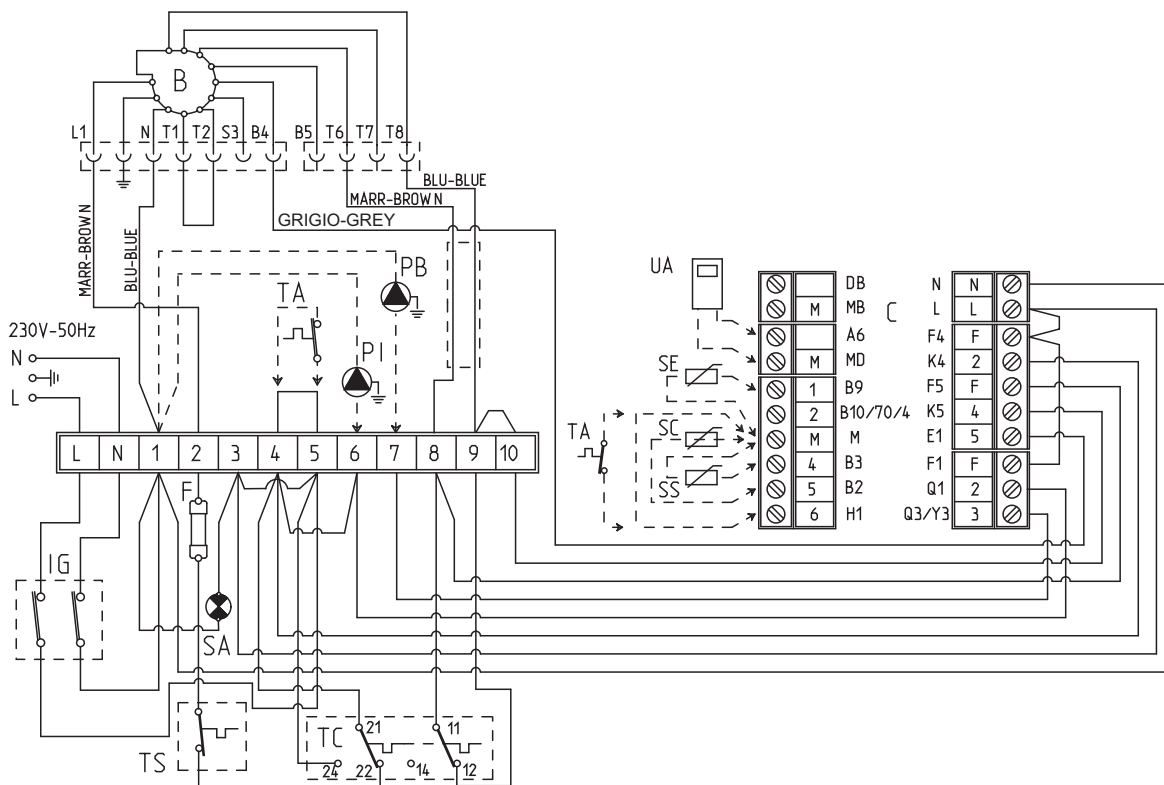 B
L1 N T1 T2 S3 B4 B5 T6 T7 T8
BLU-BLUE
MARR-BROWN
GRIGIO-GREY
MARR-BROWN
BLU-BLUE
PB
TA
PI
230V-50Hz
N
L
L N 1 2 3 4 5 6 7 8 9 10
F
IG
SA
TS
TC
21 11
24 22 14 12
UA
SE
SC
SS
TA
C
DB
M MB
A6
M MD
1 B9
2 B10/70/4
M M
4 B3
5 B2
6 H1
N N
L L
F4 F
K4 2
F5 F
K5 4
E1 5
F1 F
Q1 2
Q3/Y3 3